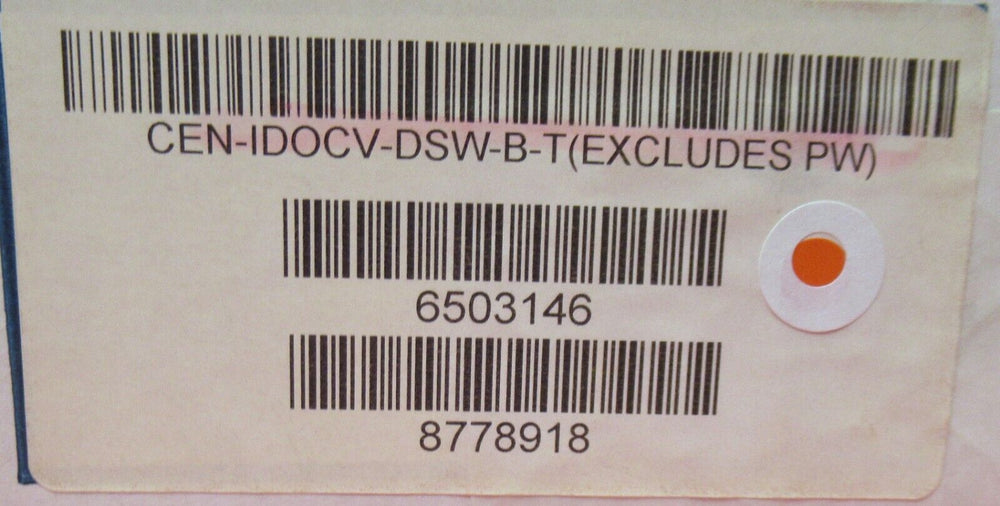 CEN-IDOCV-DSW-B-T(EXCLUDES PW)
6503146
8778918